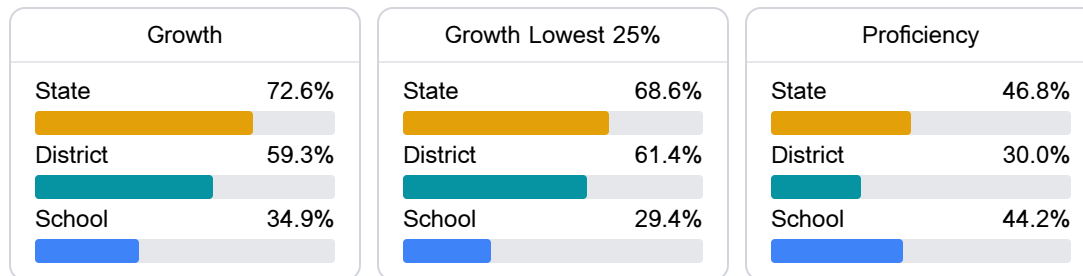 Growth
State 72.6%
District 59.3%
School 34.9%
Growth Lowest 25%
State 68.6%
District 61.4%
School 29.4%
Proficiency
State 46.8%
District 30.0%
School 44.2%